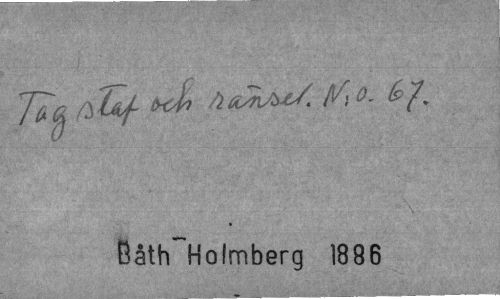 Tag staf och ränsel. N:o. 67.
Båth-Holmberg 1886